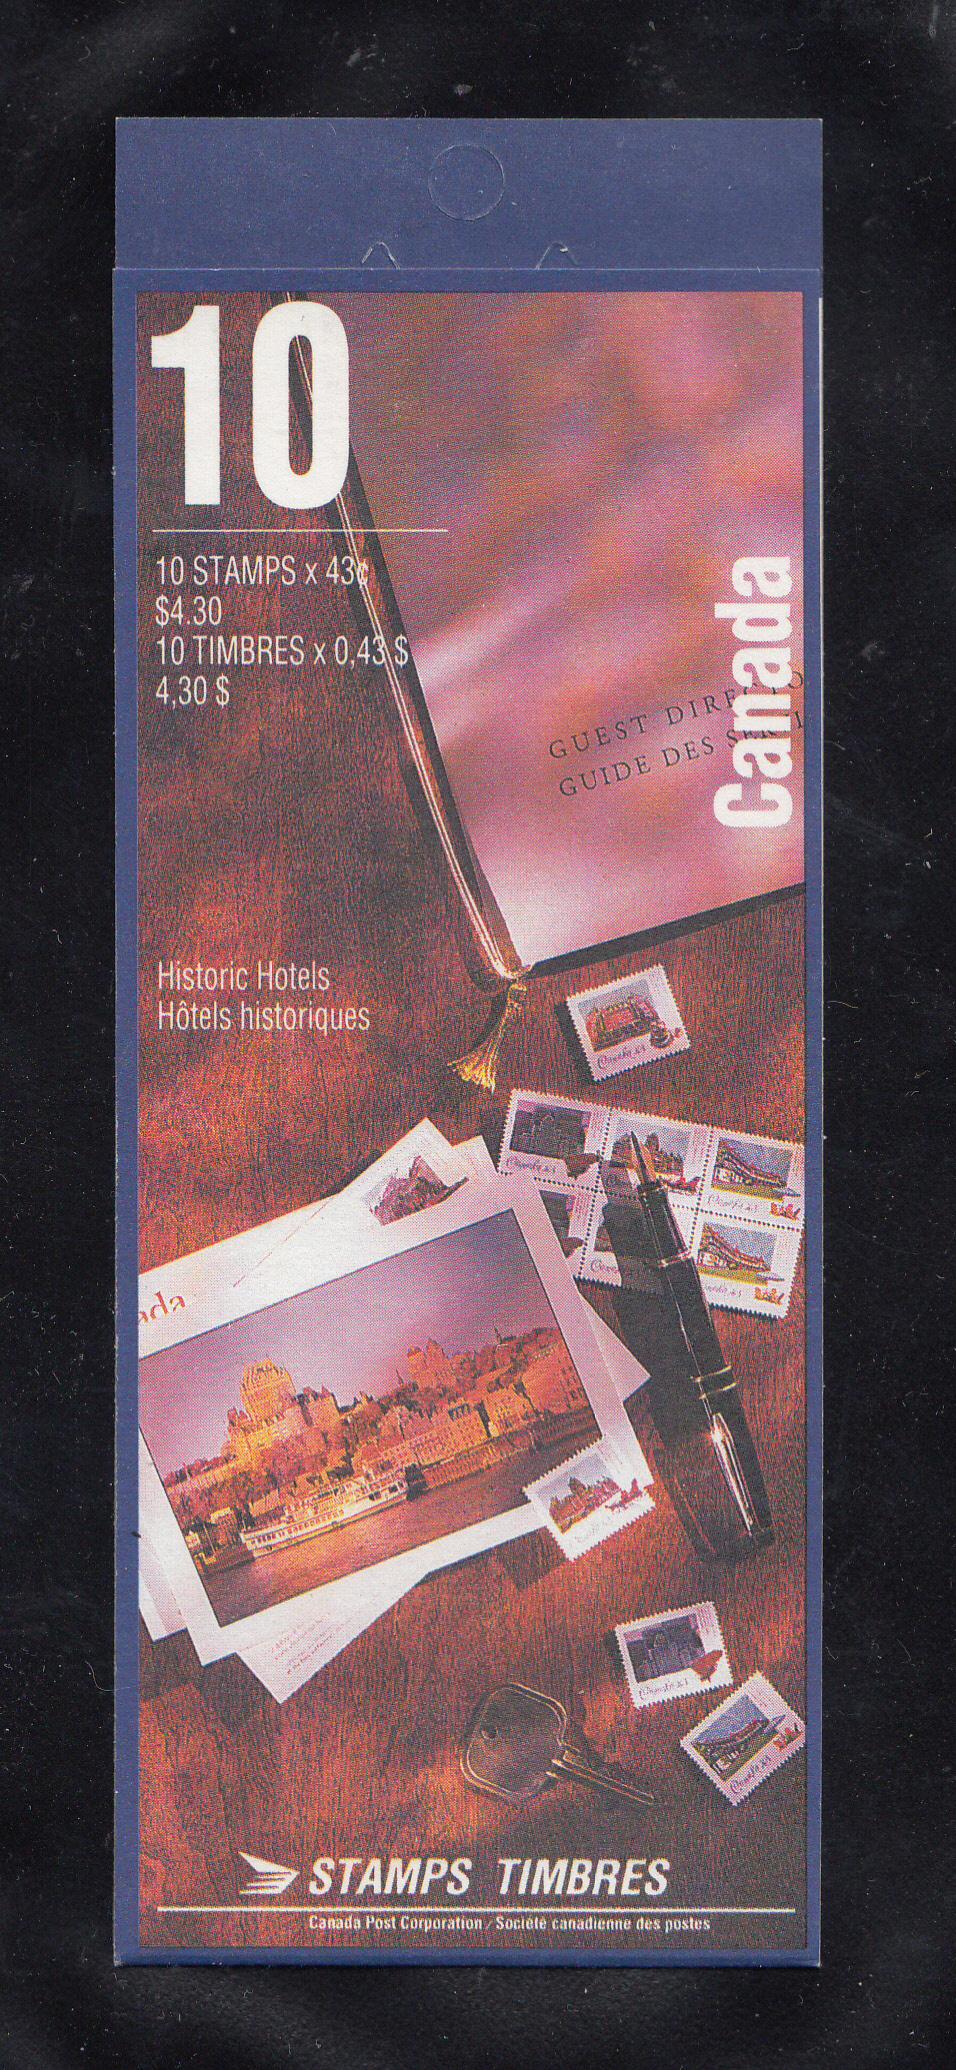 10
10 STAMPS x 43¢
$4.30
10 TIMBRES x 0,43 $
4,30 $
Canada
GUEST
GUIDE DES
Historic Hotels
Hôtels historiques
ada
STAMPS TIMBRES
Canada Post Corporation / Société canadienne des postes